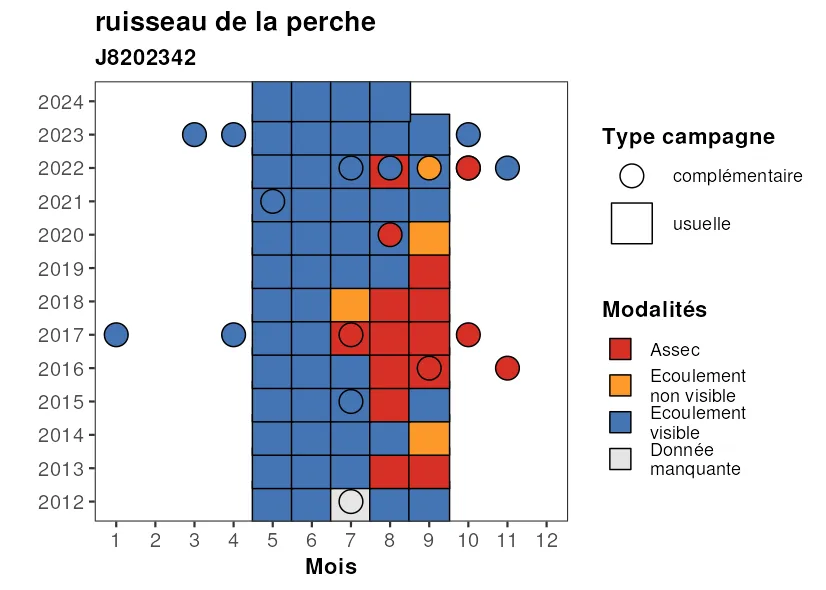 ruisseau de la perche
J8202342
2024
2023
2022
2021
2020
2019
2018
2017
2016
2015
2014
2013
2012
1 2 3 4 5 6 7 8 9 10 11 12
Mois
Type campagne
complémentaire
usuelle
Modalités
Assec
Ecoulement
non visible
Ecoulement
visible
Donnée
manquante